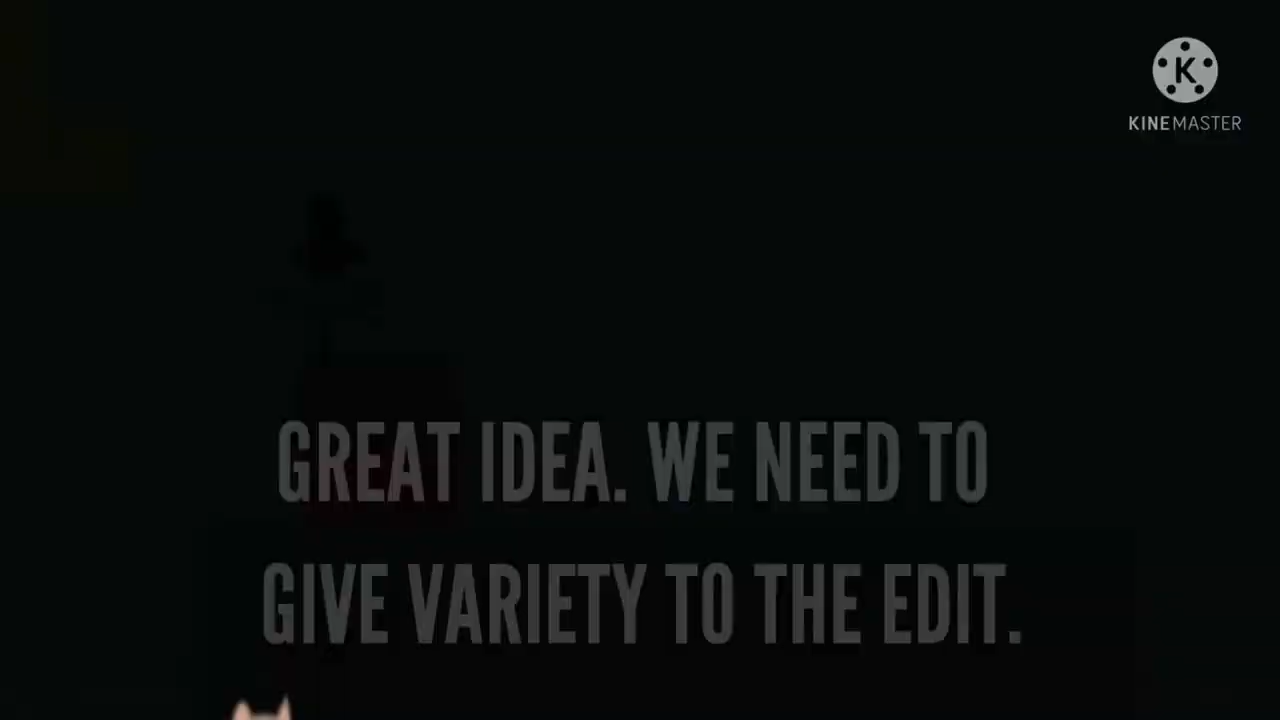 K
KINEMASTER
GREAT IDEA. WE NEED TO
GIVE VARIETY TO THE EDIT.